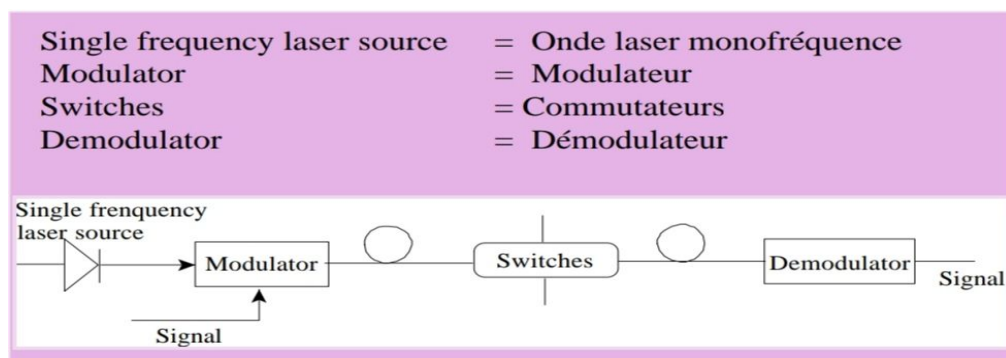 Single frequency laser source = Onde laser monofréquence
Modulator = Modulateur
Switches = Commutateurs
Demodulator = Démodulateur
Single frenquency
laser source
Modulator
Switches
Demodulator
Signal
Signal